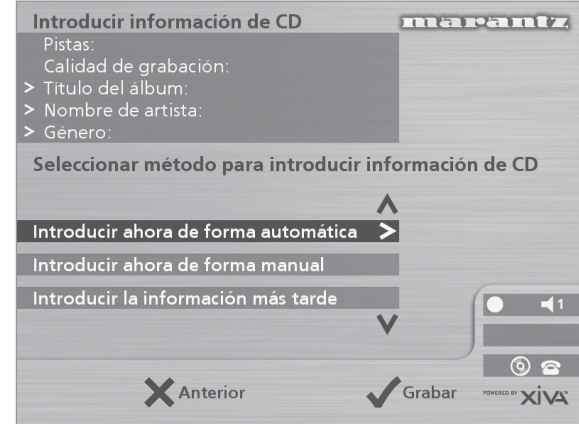 Introducir información de CD
marantz
Pistas:
Calidad de grabación:
> Titulo del álbum:
> Nombre de artista:
> Género:
Seleccionar método para introducir información de CD
Introducir ahora de forma automática >
Introducir ahora de forma manual
Introducir la información más tarde
1
Anterior
Grabar
POWERED BY XiVA